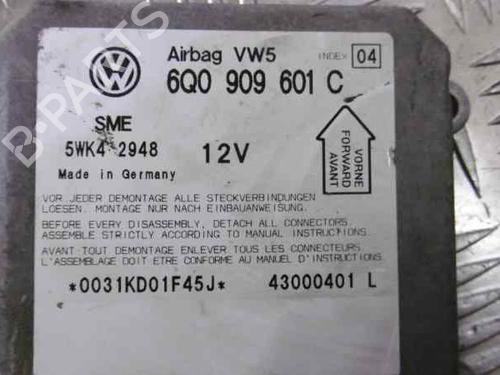 B-PARTS
Airbag VW5
INDEX 04
6Q0 909 601 C
SME
5WK4 2948
12V
Made in Germany
VORNE
FORWARD
AVANT
VOR JEDER DEMONTAGE ALLE STECKVERBINDUNGEN
LOESEN. MONTAGE NUR NACH EINBAUANWEISUNG.
BEFORE EVERY DISASSEMBLY, DETACH ALL CONNECTORS.
ASSEMBLE STRICTLY ACCORDING TO MANUAL INSTRUCTIONS.
AVANT TOUT DEMONTAGE ENLEVER TOUS LES CONNECTEURS.
L'ASSEMBLAGE DOIT ETRE CONFORME AU MANUEL D'INSTRUCTIONS.
*0031KD01F45J*
43000401 L